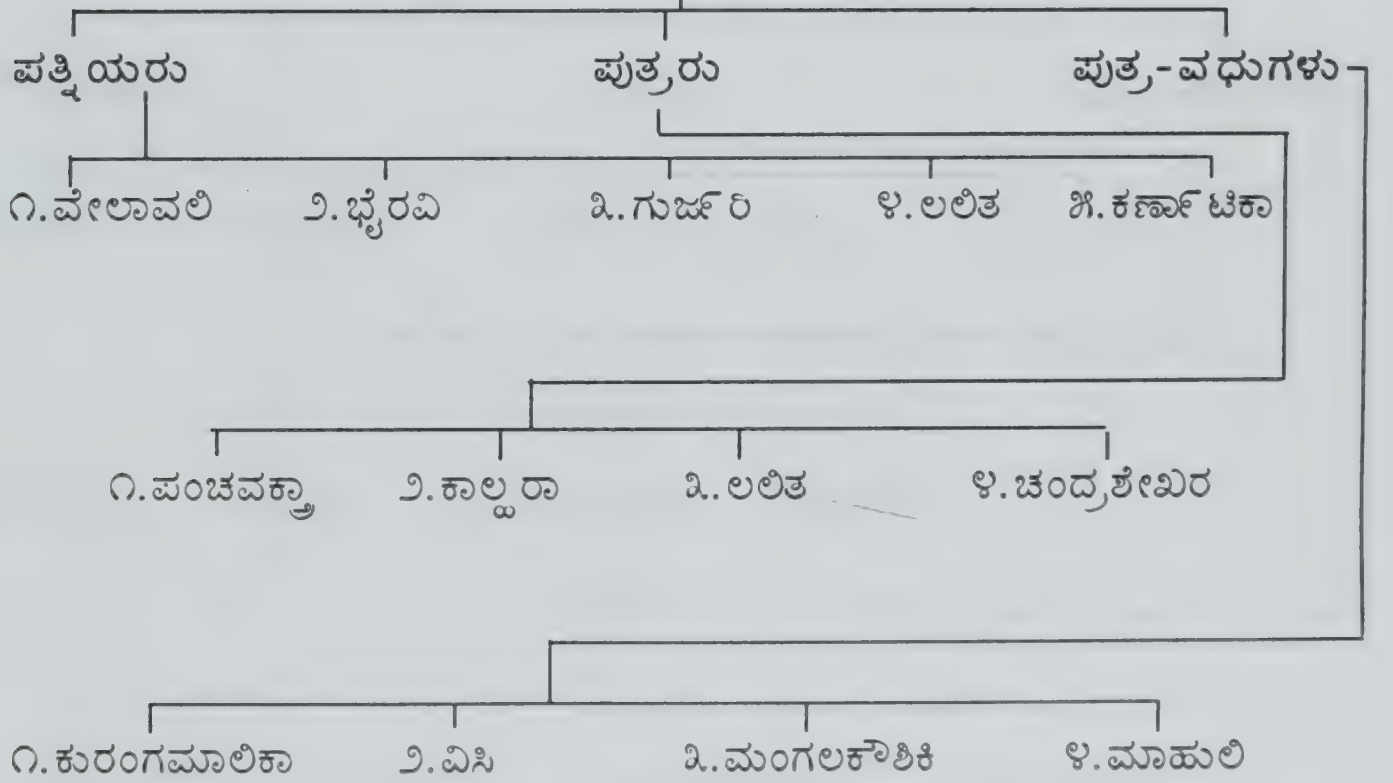 ಪತ್ನಿಯರು ಪುತ್ರರು ಪುತ್ರ-ವಧುಗಳು
೧.ವೇಲಾವಲಿ ೨.ಭೈರವಿ ೩.ಗುರ್ಜರಿ ೪.ಲಲಿತ ೫.ಕರ್ಣಾಟಿಕಾ
೧.ಪಂಚವಕ್ತ್ರಾ ೨.ಕಾಲ್ಹರಾ ೩.ಲಲಿತ ೪.ಚಂದ್ರಶೇಖರ
೧.ಕುರಂಗಮಾಲಿಕಾ ೨.ವಿಸಿ ೩.ಮಂಗಲಕೌಶಿಕಿ ೪.ಮಾಹುಲಿ